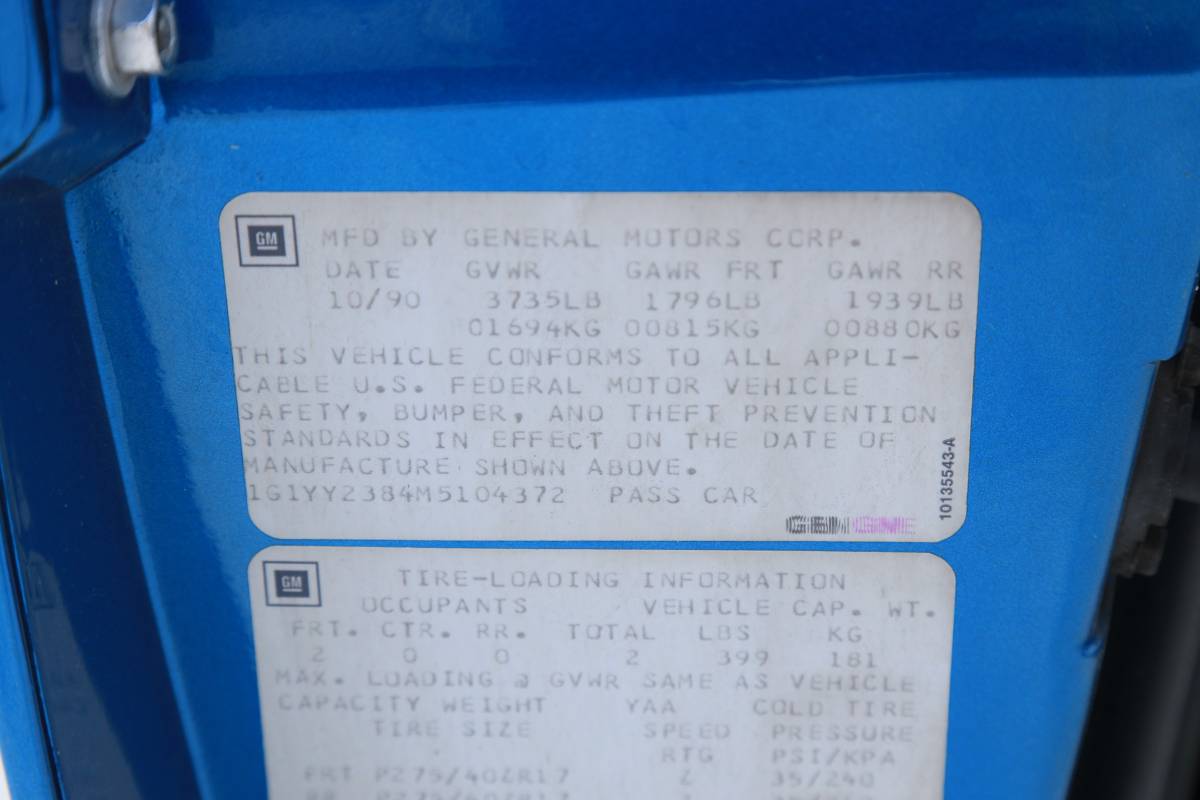 GM
MFD BY GENERAL MOTORS CORP.
DATE GVWR GAWR FRT GAWR RR
10/90 3735LB 1796LB 1939LB
01694KG 00815KG 00880KG
THIS VEHICLE CONFORMS TO ALL APPLI-
CABLE U.S. FEDERAL MOTOR VEHICLE
SAFETY, BUMPER, AND THEFT PREVENTION
STANDARDS IN EFFECT ON THE DATE OF
MANUFACTURE SHOWN ABOVE.
1G1YY2384M5104372 PASS CAR
10135543-A
GM
TIRE-LOADING INFORMATION
OCCUPANTS VEHICLE CAP. WT.
FRT. CTR. RR. TOTAL LBS KG
2 0 0 2 399 181
MAX. LOADING @ GVWR SAME AS VEHICLE
CAPACITY WEIGHT YAA COLD TIRE
TIRE SIZE SPEED PRESSURE
RTG PSI/KPA
FRT P275/40ZR17 Z 35/240